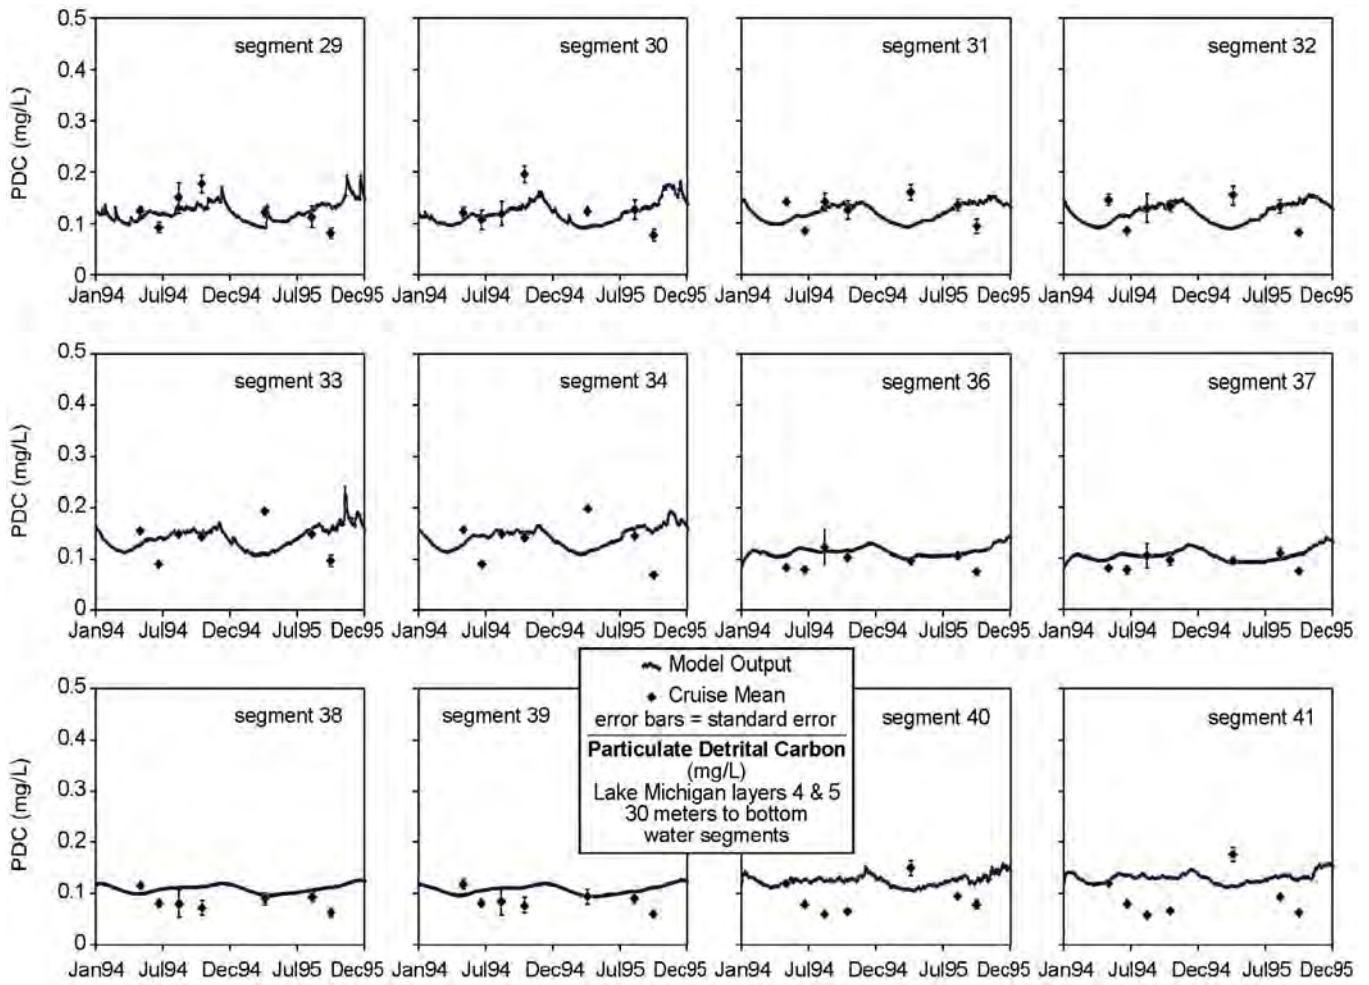 segment 29
segment 30
segment 31
segment 32
PDC (mg/L)
0.5
0.4
0.3
0.2
0.1
0
Jan94 Jul94 Dec94 Jul95 Dec95
Jan94 Jul94 Dec94 Jul95 Dec95
Jan94 Jul94 Dec94 Jul95 Dec95
Jan94 Jul94 Dec94 Jul95 Dec95
segment 33
segment 34
segment 36
segment 37
PDC (mg/L)
0.5
0.4
0.3
0.2
0.1
0
Jan94 Jul94 Dec94 Jul95 Dec95
Jan94 Jul94 Dec94 Jul95 Dec95
Jan94 Jul94 Dec94 Jul95 Dec95
Jan94 Jul94 Dec94 Jul95 Dec95
Model Output
Cruise Mean
error bars = standard error
Particulate Detrital Carbon
(mg/L)
Lake Michigan layers 4 & 5
30 meters to bottom
water segments
segment 38
segment 39
segment 40
segment 41
PDC (mg/L)
0.5
0.4
0.3
0.2
0.1
0
Jan94 Jul94 Dec94 Jul95 Dec95
Jan94 Jul94 Dec94 Jul95 Dec95
Jan94 Jul94 Dec94 Jul95 Dec95
Jan94 Jul94 Dec94 Jul95 Dec95